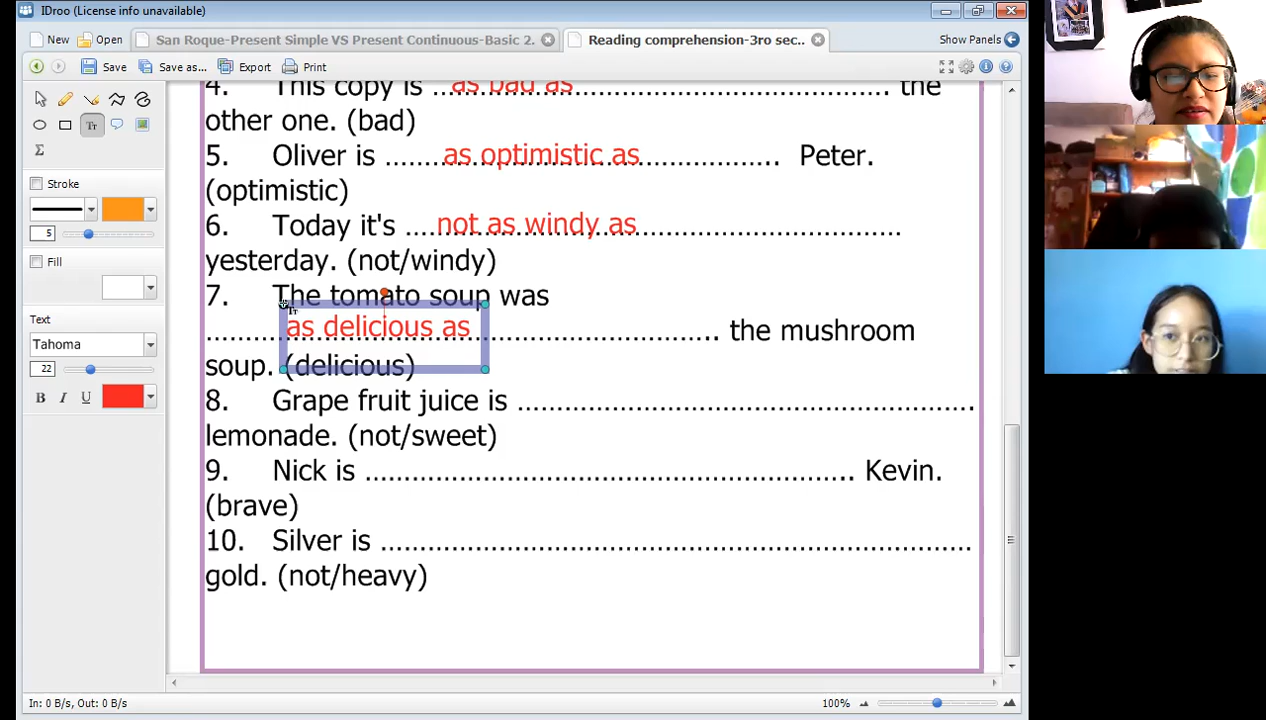 IDroo (License info unavailable)
New Open San Roque-Present Simple VS Present Continuous-Basic 2. Reading comprehension-3ro sec.. Show Panels
Save Save as... Export Print
4. This copy is ...as bad as............................................ the
other one. (bad)
5. Oliver is ........as optimistic as................... Peter.
(optimistic)
6. Today it's ....not as windy as...................................
yesterday. (not/windy)
7. The tomato soup was
..........as delicious as.................................. the mushroom
soup. (delicious)
8. Grape fruit juice is ..........................................................
lemonade. (not/sweet)
9. Nick is .............................................................. Kevin.
(brave)
10. Silver is ...........................................................................
gold. (not/heavy)
Tr
Σ
Stroke
5
Fill
Text
Tahoma
22
B I U
In: 0 B/s, Out: 0 B/s 100%